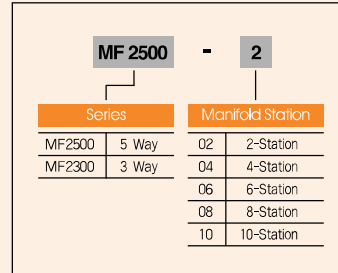 MF 2500 - 2
Series
MF2500 5 Way
MF2300 3 Way
Manifold Station
02 2-Station
04 4-Station
06 6-Station
08 8-Station
10 10-Station